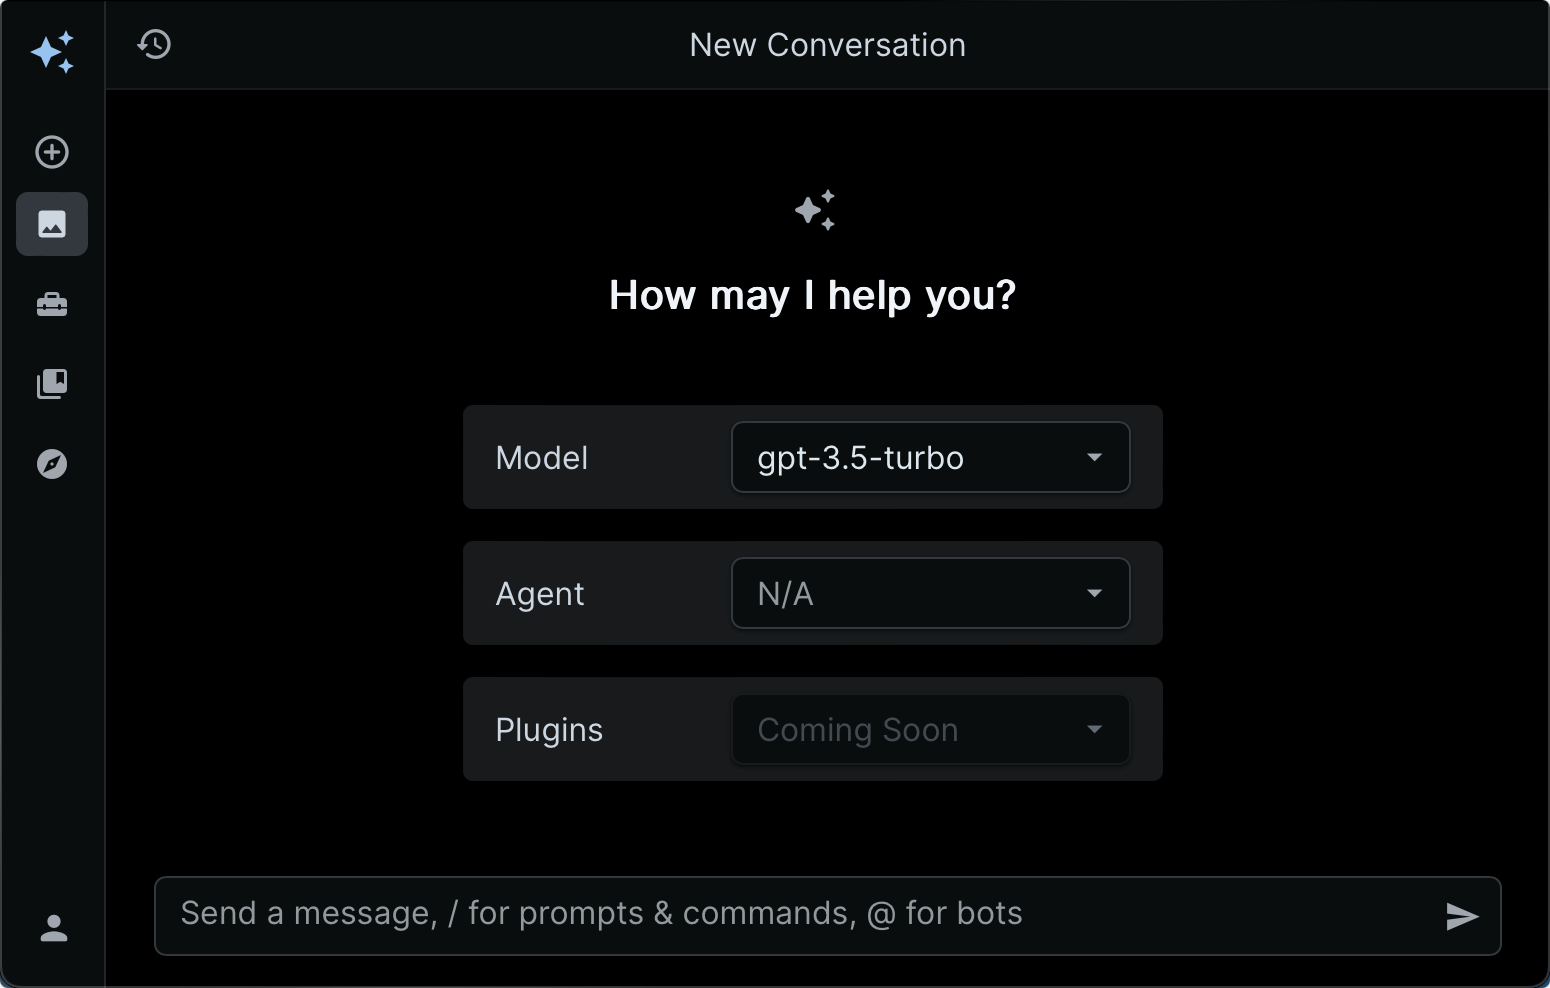 New Conversation
How may I help you?
Model
gpt-3.5-turbo
Agent
N/A
Plugins
Coming Soon
Send a message, / for prompts & commands, @ for bots